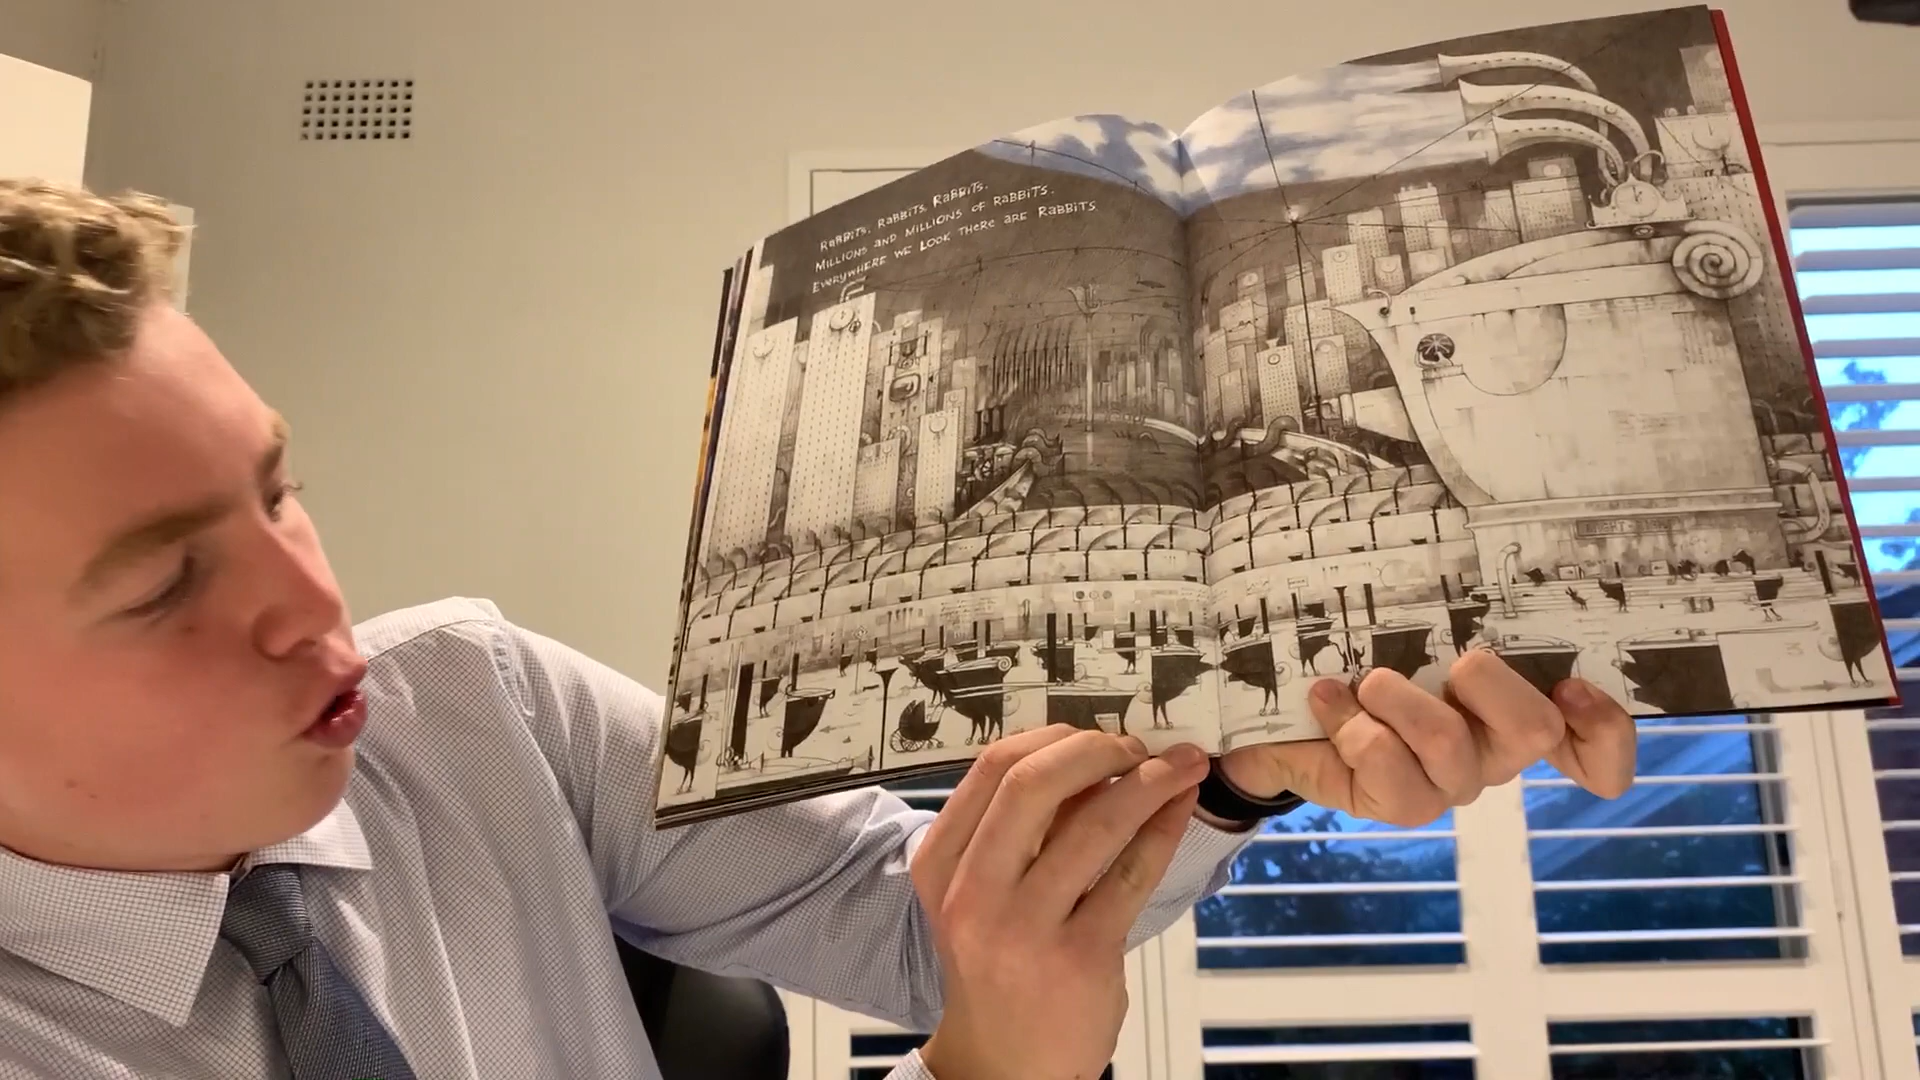 RABBITS, RABBITS, RABBITS.
MILLIONS AND MILLIONS OF RABBITS.
EVERYWHERE WE LOOK THERE ARE RABBITS.